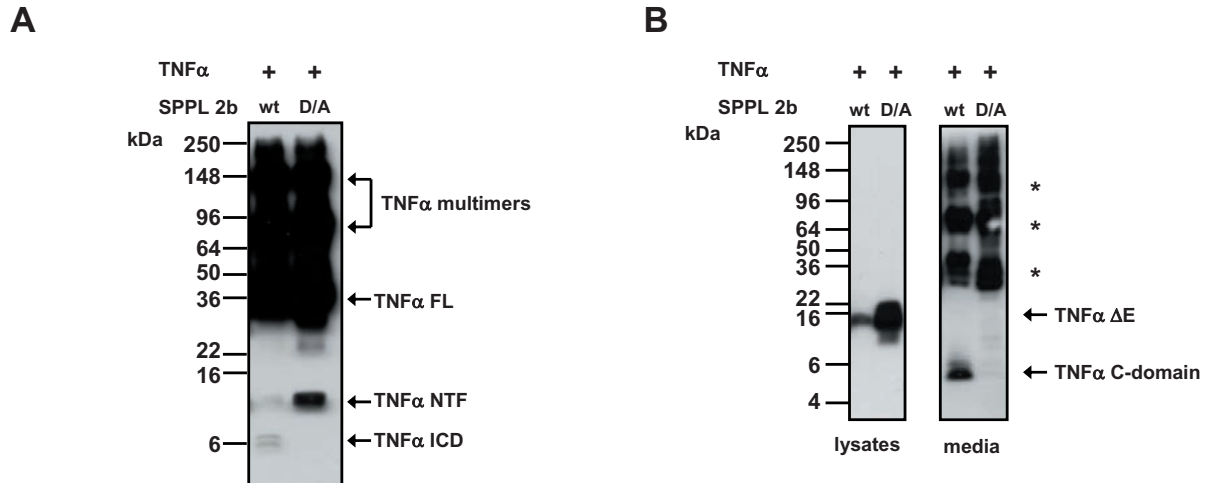 A
TNFα + +
SPPL 2b wt D/A
kDa
250
148
96
64
50
36
22
16
6
TNFα multimers
TNFα FL
TNFα NTF
TNFα ICD
B
TNFα + + + +
SPPL 2b wt D/A wt D/A
kDa
250
148
96
64
50
36
22
16
6
4
*
*
*
TNFα ΔE
TNFα C-domain
lysates media